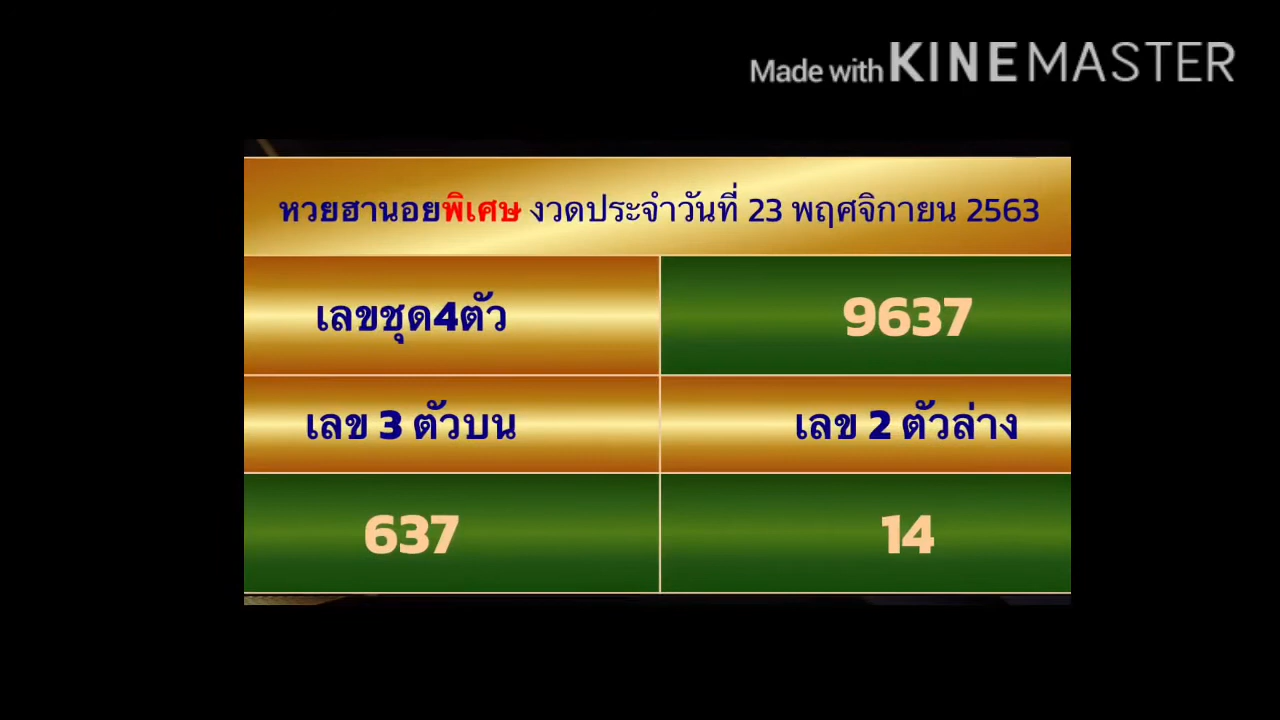 Made with KINEMASTER
หวยฮานอยพิเศษ งวดประจำวันที่ 23 พฤศจิกายน 2563
เลขชุด4ตัว 9637
เลข 3 ตัวบน เลข 2 ตัวล่าง
637 14